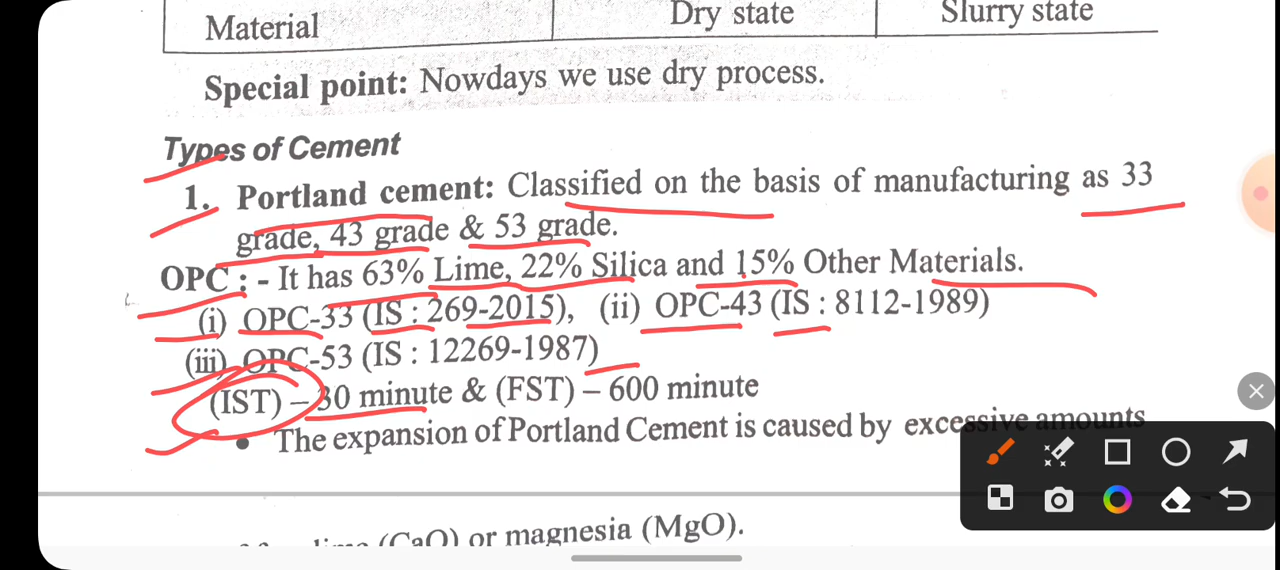 Material Dry state Slurry state
Special point: Nowdays we use dry process.
Types of Cement
1. Portland cement: Classified on the basis of manufacturing as 33
grade, 43 grade & 53 grade.
OPC : - It has 63% Lime, 22% Silica and 15% Other Materials.
(i) OPC-33 (IS : 269-2015), (ii) OPC-43 (IS : 8112-1989)
(iii) OPC-53 (IS : 12269-1987)
(IST) – 30 minute & (FST) – 600 minute
• The expansion of Portland Cement is caused by excessive amounts
lime (CaO) or magnesia (MgO).